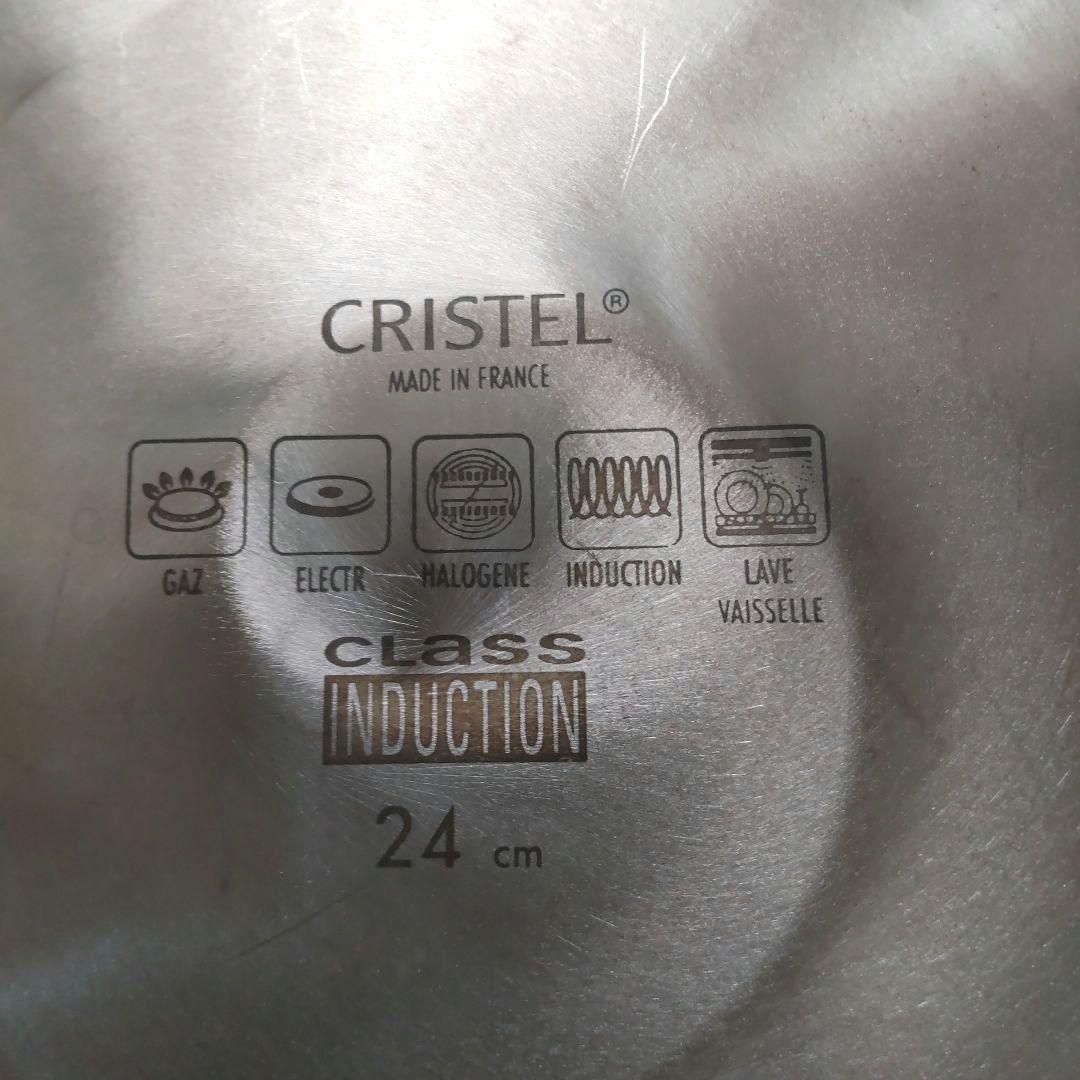 CRISTEL®
MADE IN FRANCE
GAZ ELECTR HALOGENE INDUCTION LAVE VAISSELLE
cLass
INDUCTION
24 cm